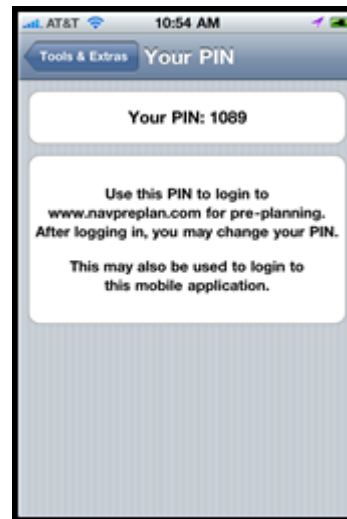 AT&T 10:54 AM
Tools & Extras Your PIN
Your PIN: 1089
Use this PIN to login to
www.navpreplan.com for pre-planning.
After logging in, you may change your PIN.
This may also be used to login to
this mobile application.